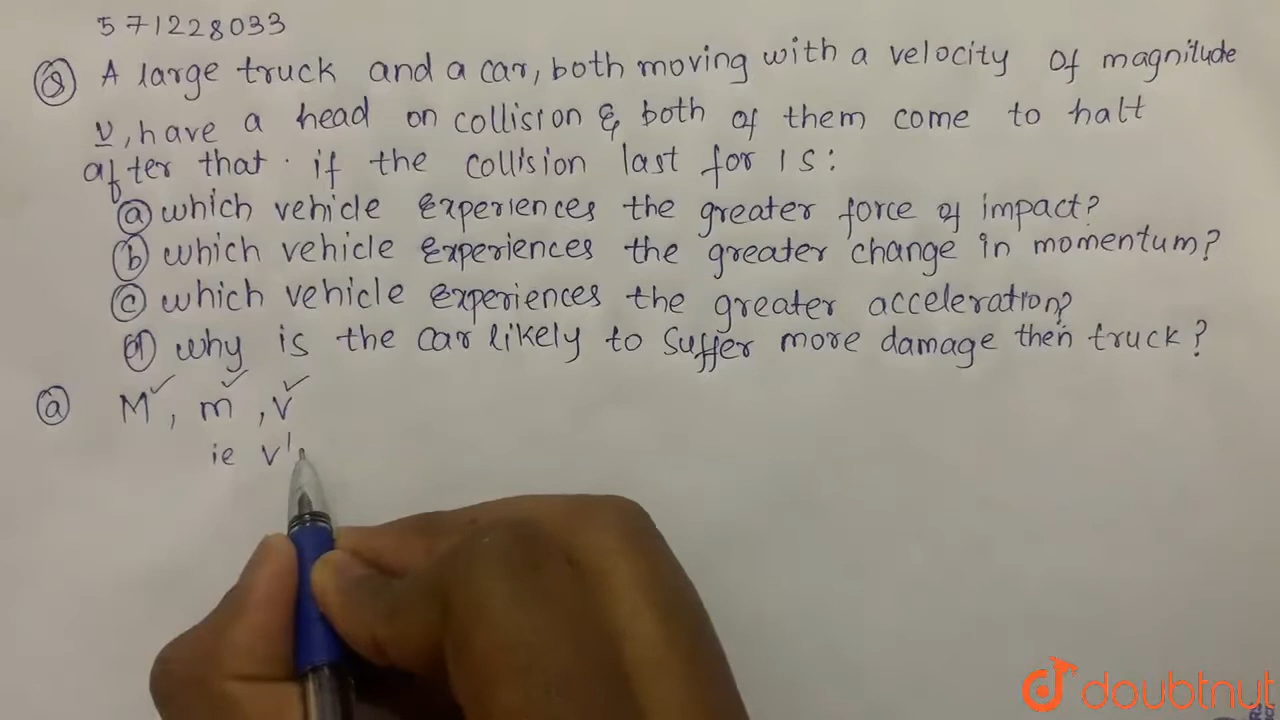 571228033
Q A large truck and a car, both moving with a velocity of magnitude
v, have a head on collision & both of them come to halt
after that. if the collision last for 1 s:
a which vehicle experiences the greater force of impact?
b which vehicle experiences the greater change in momentum?
c which vehicle experiences the greater acceleration?
d why is the car likely to suffer more damage then truck?
a M, m, v
ie v'
doubtnut